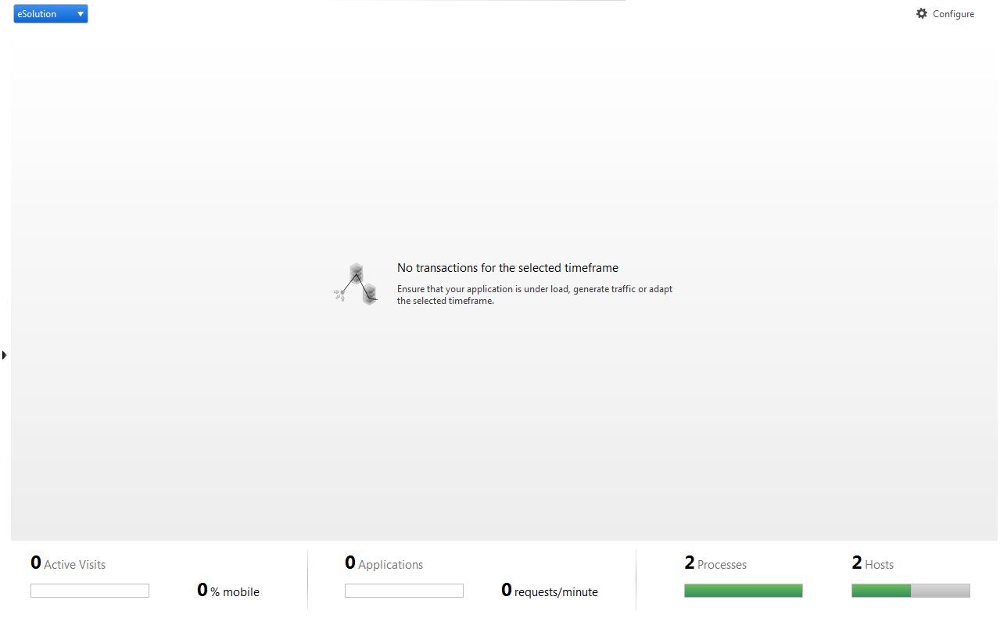 eSolution
Configure
No transactions for the selected timeframe
Ensure that your application is under load, generate traffic or adapt
the selected timeframe.
0 Active Visits
0 % mobile
0 Applications
0 requests/minute
2 Processes
2 Hosts